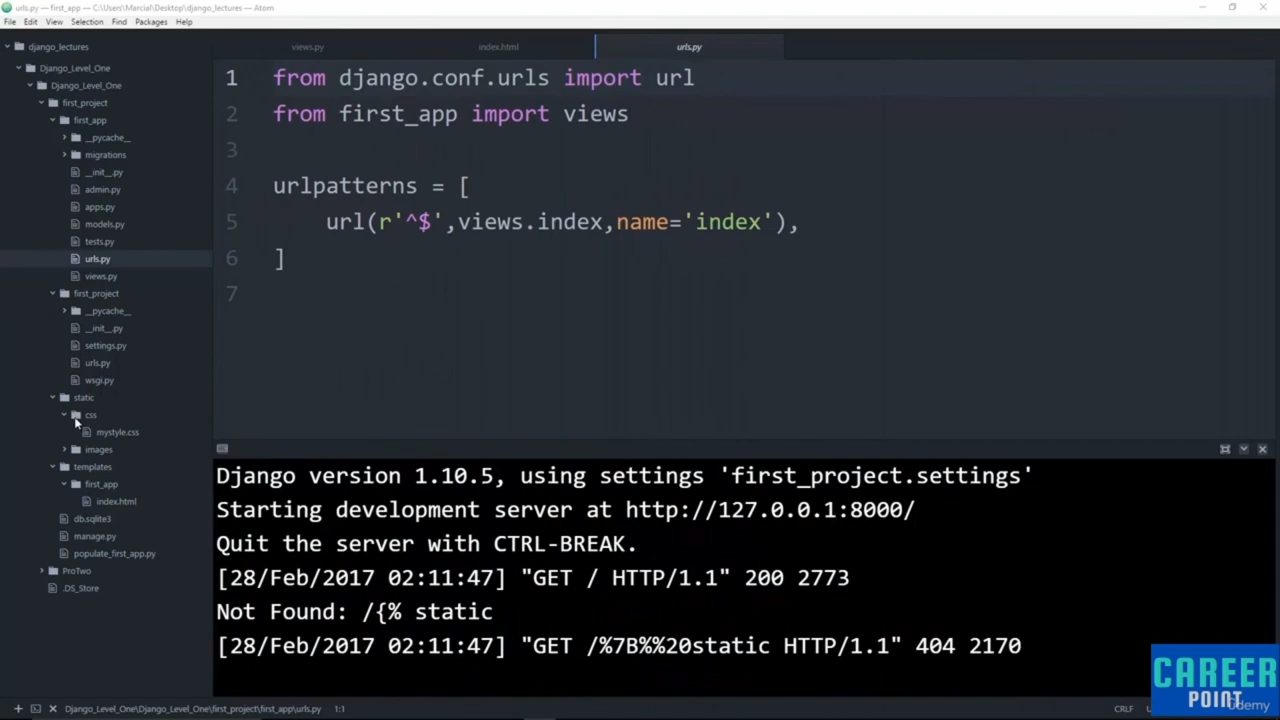 urls.py — first_app — C:\Users\Marcial\Desktop\django_lectures — Atom
File Edit View Selection Find Packages Help
django_lectures
Django_Level_One
Django_Level_One
first_project
first_app
__pycache__
migrations
__init__.py
admin.py
apps.py
models.py
tests.py
urls.py
views.py
first_project
__pycache__
__init__.py
settings.py
urls.py
wsgi.py
static
css
mystyle.css
images
templates
first_app
index.html
db.sqlite3
manage.py
populate_first_app.py
ProTwo
.DS_Store
views.py index.html urls.py
1 from django.conf.urls import url
2 from first_app import views
3
4 urlpatterns = [
5 url(r'^$',views.index,name='index'),
6 ]
7
Django version 1.10.5, using settings 'first_project.settings'
Starting development server at http://127.0.0.1:8000/
Quit the server with CTRL-BREAK.
[28/Feb/2017 02:11:47] "GET / HTTP/1.1" 200 2773
Not Found: /{% static
[28/Feb/2017 02:11:47] "GET /%7B%%20static HTTP/1.1" 404 2170
CAREER
POINT
Udemy
Django_Level_One\Django_Level_One\first_project\first_app\urls.py 1:1 CRLF